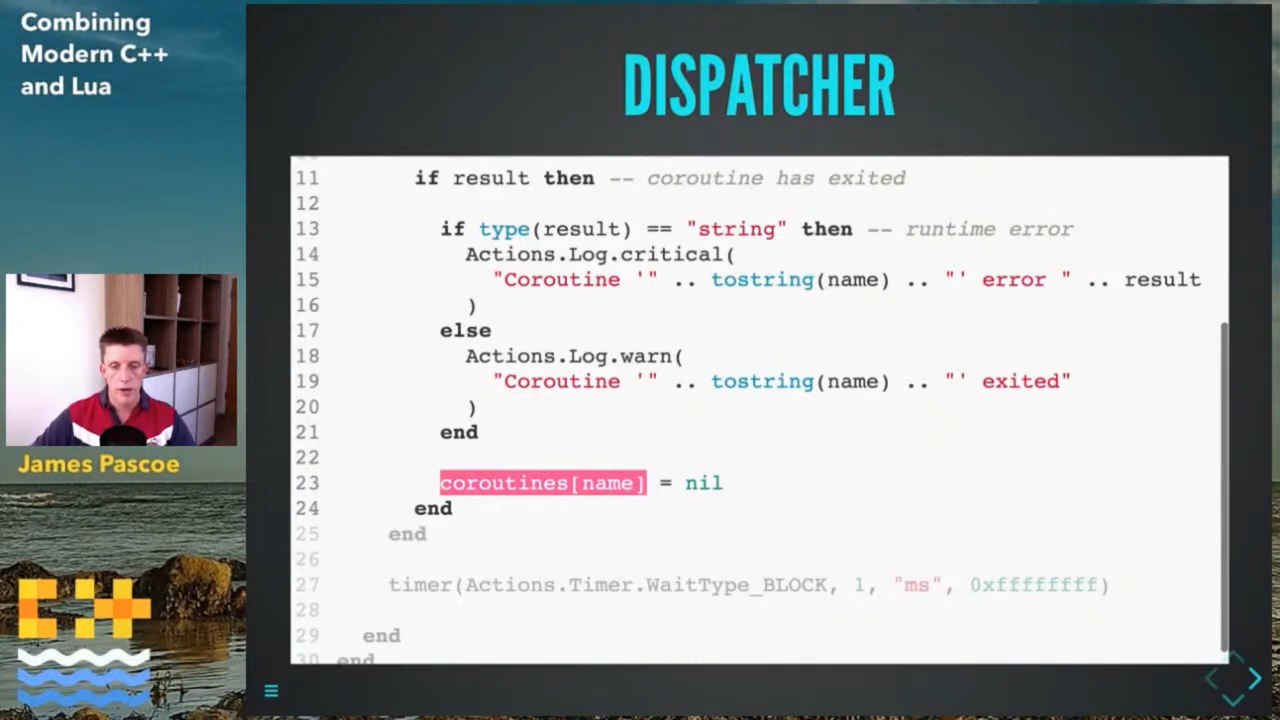 Combining
Modern C++
and Lua
DISPATCHER
11 if result then -- coroutine has exited
12
13 if type(result) == "string" then -- runtime error
14 Actions.Log.critical(
15 "Coroutine '" .. tostring(name) .. "' error " .. result
16 )
17 else
18 Actions.Log.warn(
19 "Coroutine '" .. tostring(name) .. "' exited"
20 )
21 end
22
23 coroutines[name] = nil
24 end
25 end
26
27 timer(Actions.Timer.WaitType_BLOCK, 1, "ms", 0xffffffff)
28
29 end
30 end
James Pascoe